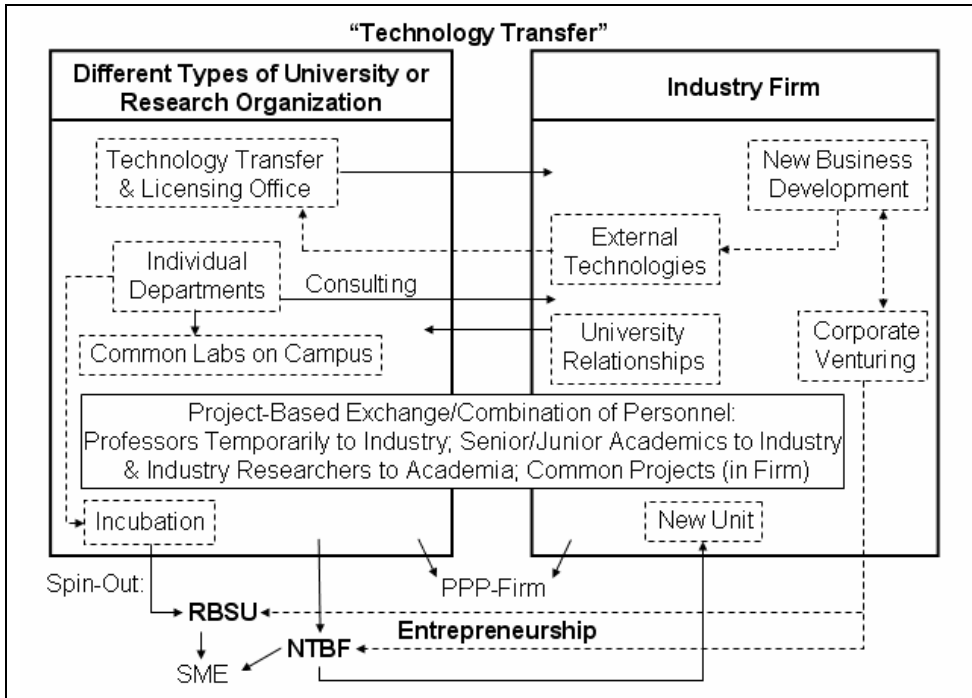 “Technology Transfer”
Different Types of University or
Research Organization
Technology Transfer
& Licensing Office
Individual
Departments
Consulting
Common Labs on Campus
Industry Firm
New Business
Development
External
Technologies
University
Relationships
Corporate
Venturing
Project-Based Exchange/Combination of Personnel:
Professors Temporarily to Industry; Senior/Junior Academics to Industry
& Industry Researchers to Academia; Common Projects (in Firm)
Incubation
New Unit
Spin-Out:
PPP-Firm
RBSU
Entrepreneurship
NTBF
SME